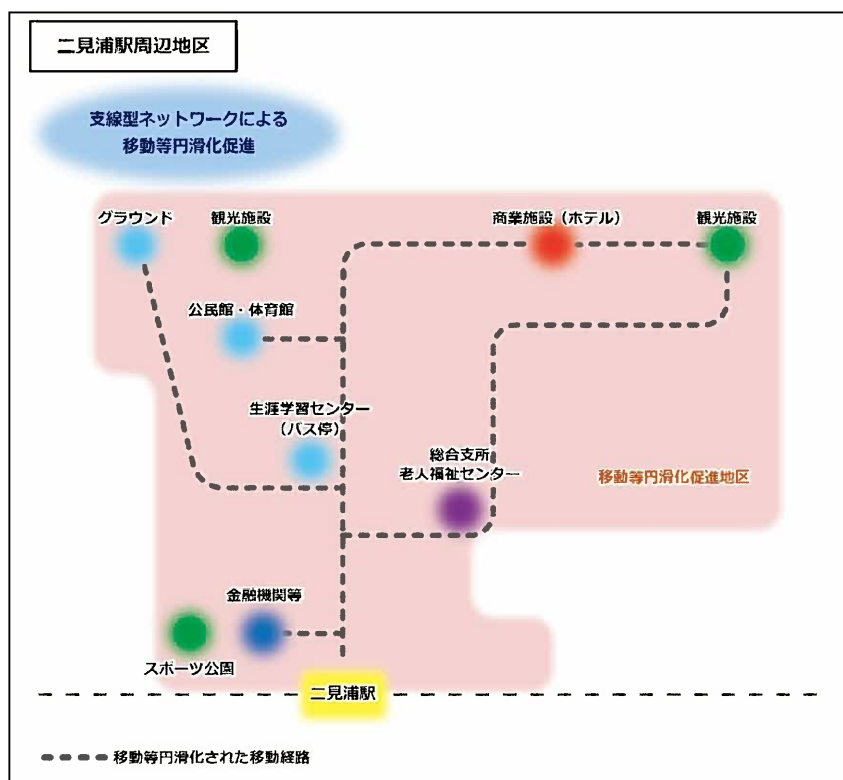 二見浦駅周辺地区
支線型ネットワークによる
移動等円滑化促進
グラウンド
観光施設
商業施設（ホテル）
観光施設
公民館・体育館
生涯学習センター
（バス停）
総合支所
老人福祉センター
移動等円滑化促進地区
金融機関等
スポーツ公園
二見浦駅
移動等円滑化された移動経路